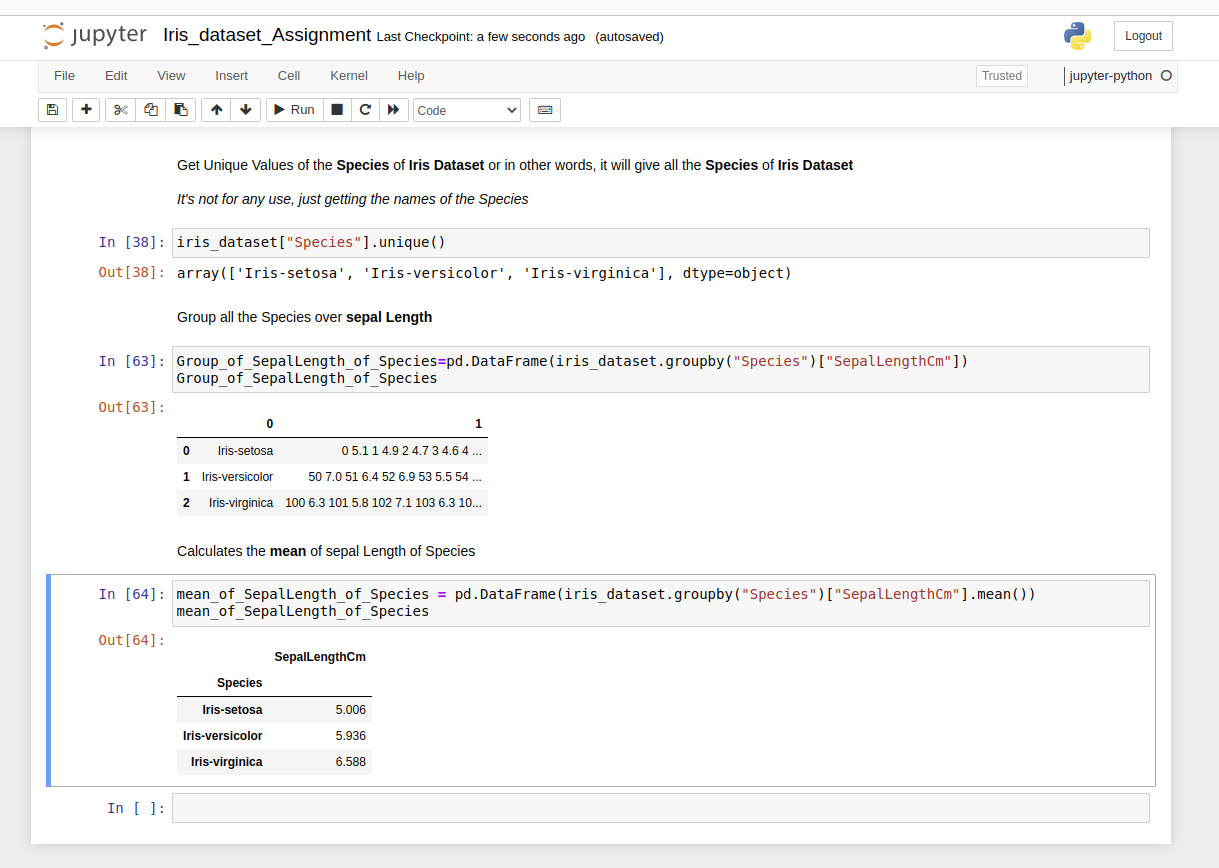 jupyter Iris_dataset_Assignment Last Checkpoint: a few seconds ago (autosaved) Logout
File Edit View Insert Cell Kernel Help Trusted jupyter-python
Run Code
Get Unique Values of the Species of Iris Dataset or in other words, it will give all the Species of Iris Dataset
It's not for any use, just getting the names of the Species
In [38]: iris_dataset["Species"].unique()
Out[38]: array(['Iris-setosa', 'Iris-versicolor', 'Iris-virginica'], dtype=object)
Group all the Species over sepal Length
In [63]: Group_of_SepalLength_of_Species=pd.DataFrame(iris_dataset.groupby("Species")["SepalLengthCm"])
Group_of_SepalLength_of_Species
Out[63]:
0 1
0 Iris-setosa 0 5.1 1 4.9 2 4.7 3 4.6 4 ...
1 Iris-versicolor 50 7.0 51 6.4 52 6.9 53 5.5 54 ...
2 Iris-virginica 100 6.3 101 5.8 102 7.1 103 6.3 10...
Calculates the mean of sepal Length of Species
In [64]: mean_of_SepalLength_of_Species = pd.DataFrame(iris_dataset.groupby("Species")["SepalLengthCm"].mean())
mean_of_SepalLength_of_Species
Out[64]:
SepalLengthCm
Species
Iris-setosa 5.006
Iris-versicolor 5.936
Iris-virginica 6.588
In [ ]: